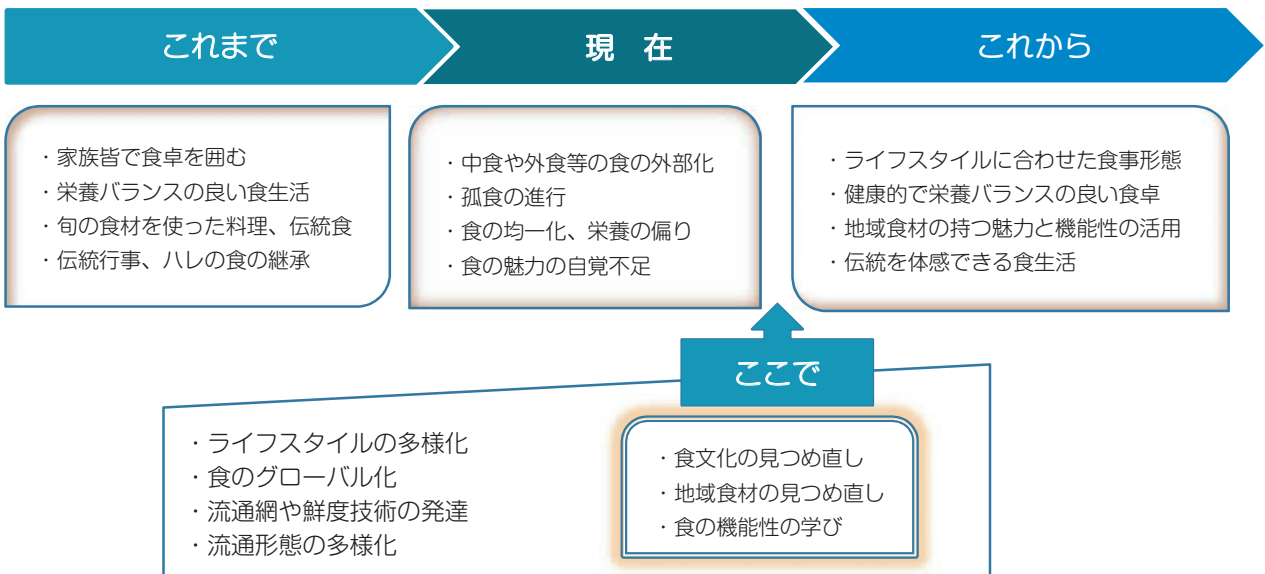 これまで
現 在
これから
・家族皆で食卓を囲む
・栄養バランスの良い食生活
・旬の食材を使った料理、伝統食
・伝統行事、ハレの食の継承
・中食や外食等の食の外部化
・孤食の進行
・食の均一化、栄養の偏り
・食の魅力の自覚不足
・ライフスタイルに合わせた食事形態
・健康的で栄養バランスの良い食卓
・地域食材の持つ魅力と機能性の活用
・伝統を体感できる食生活
ここで
・ライフスタイルの多様化
・食のグローバル化
・流通網や鮮度技術の発達
・流通形態の多様化
・食文化の見つめ直し
・地域食材の見つめ直し
・食の機能性の学び